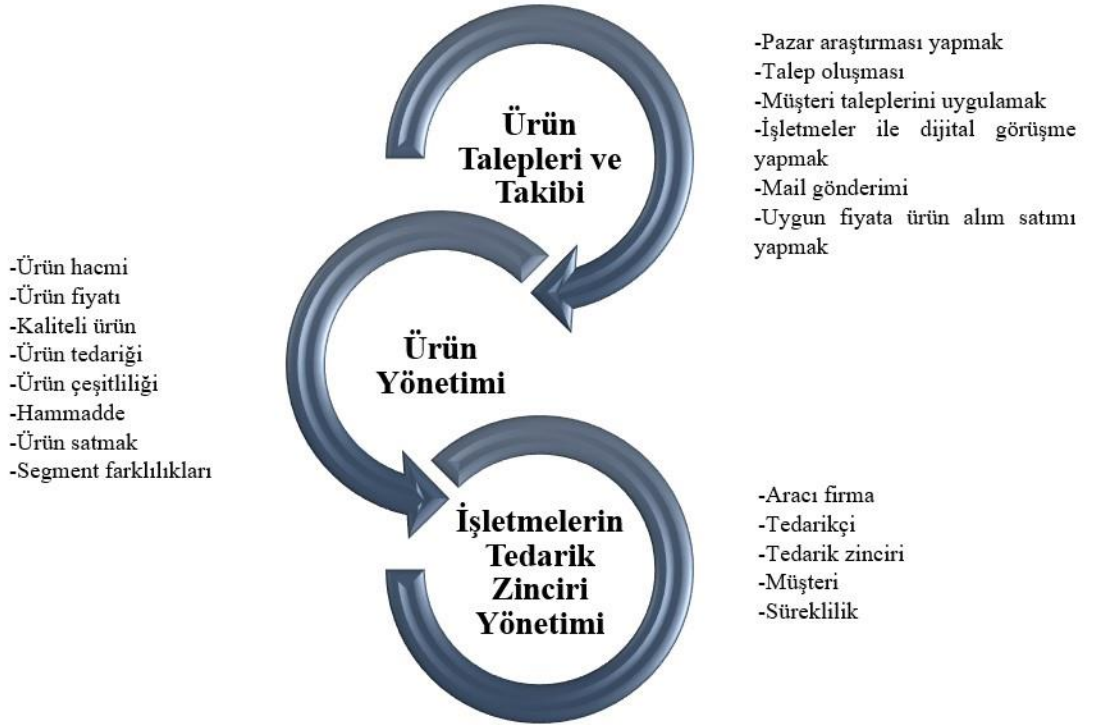 Ürün
Talepleri ve
Takibi
-Pazar araştırması yapmak
-Talep oluşması
-Müşteri taleplerini uygulamak
-İşletmeler ile dijital görüşme
yapmak
-Mail gönderimi
-Uygun fiyata ürün alım satımı
yapmak
Ürün
Yönetimi
-Ürün hacmi
-Ürün fiyatı
-Kaliteli ürün
-Ürün tedariği
-Ürün çeşitliliği
-Hammadde
-Ürün satmak
-Segment farklılıkları
İşletmelerin
Tedarik
Zinciri
Yönetimi
-Aracı firma
-Tedarikçi
-Tedarik zinciri
-Müşteri
-Süreklilik